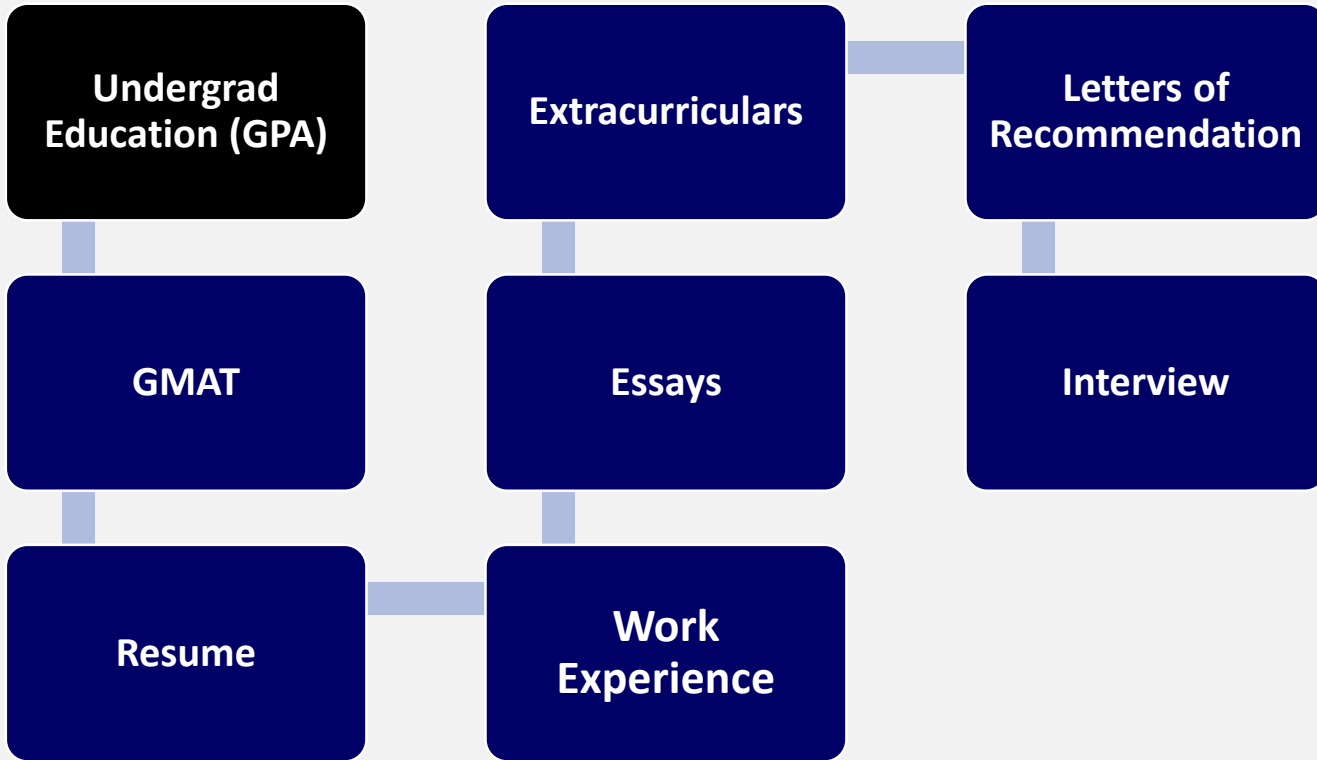 Undergrad
Education (GPA)
GMAT
Resume
Work
Experience
Essays
Extracurriculars
Letters of
Recommendation
Interview